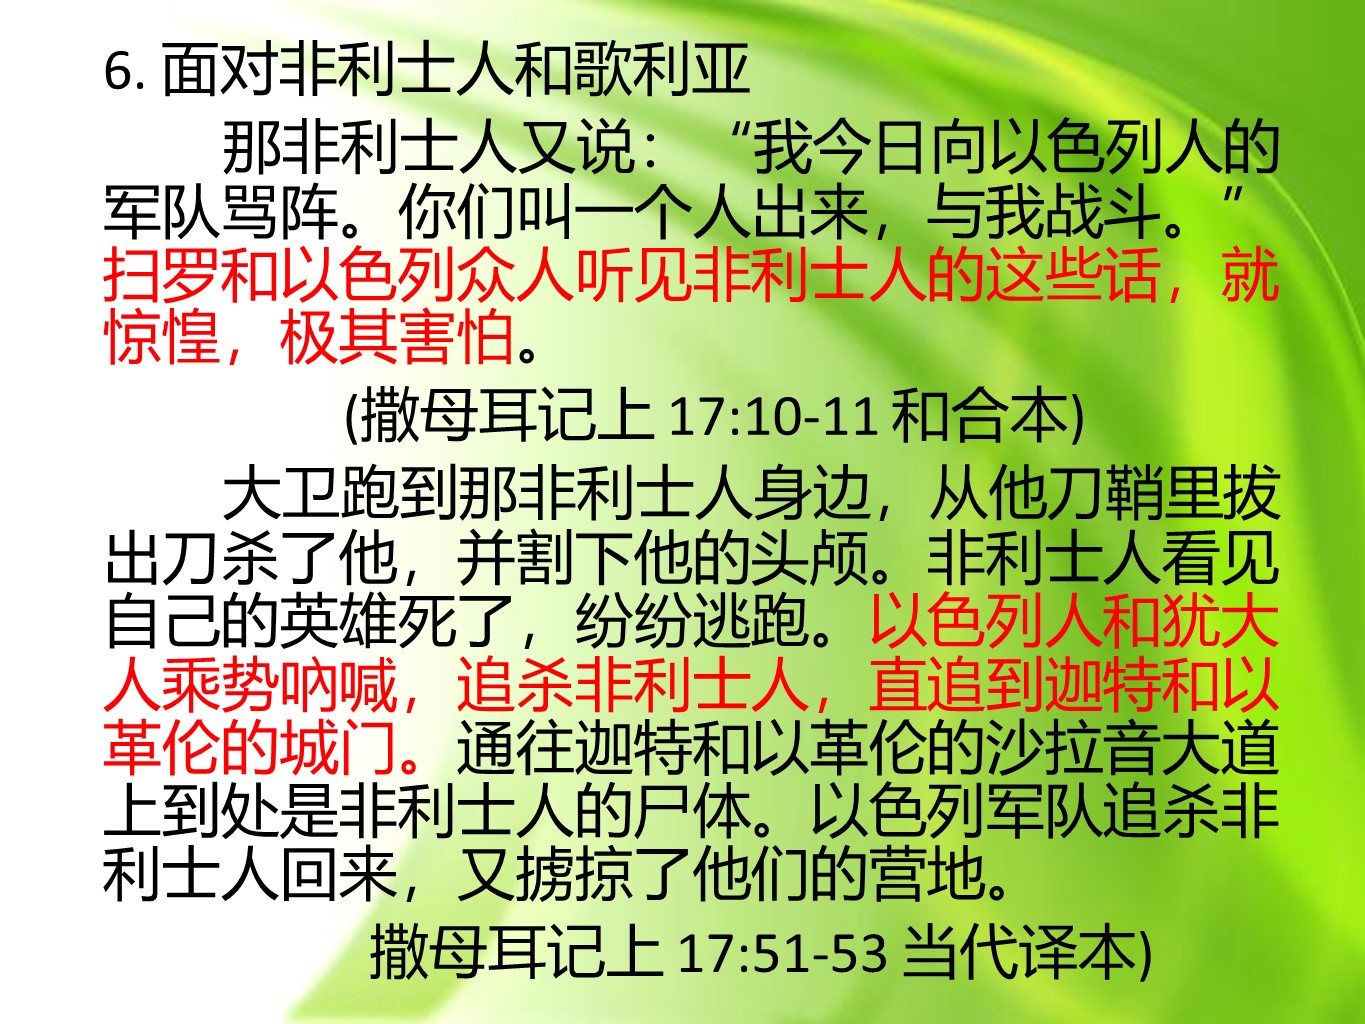 6. 面对非利士人和歌利亚
那非利士人又说：“我今日向以色列人的
军队骂阵。你们叫一个人出来，与我战斗。”
扫罗和以色列众人听见非利士人的这些话，就
惊惶，极其害怕。
(撒母耳记上 17:10-11 和合本)
大卫跑到那非利士人身边，从他刀鞘里拔
出刀杀了他，并割下他的头颅。非利士人看见
自己的英雄死了，纷纷逃跑。以色列人和犹大
人乘势吶喊，追杀非利士人，直追到迦特和以
革伦的城门。通往迦特和以革伦的沙拉音大道
上到处是非利士人的尸体。以色列军队追杀非
利士人回来，又掳掠了他们的营地。
撒母耳记上 17:51-53 当代译本)